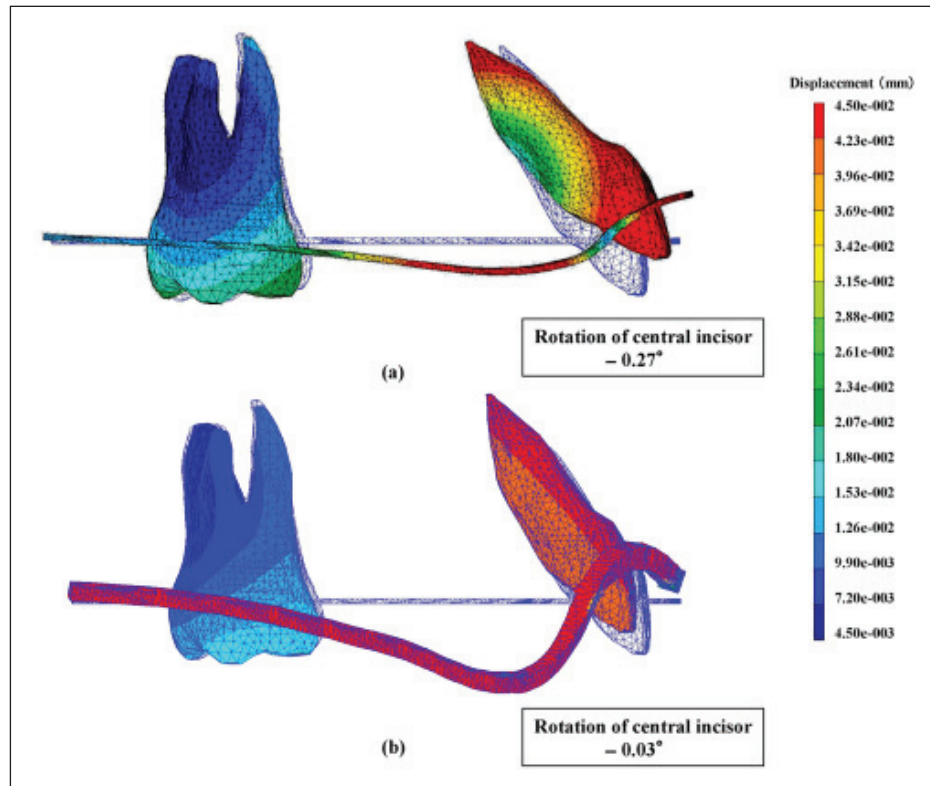 Displacement (mm)
4.50e-002
4.23e-002
3.96e-002
3.69e-002
3.42e-002
3.15e-002
2.88e-002
2.61e-002
2.34e-002
2.07e-002
1.80e-002
1.53e-002
1.26e-002
9.90e-003
7.20e-003
4.50e-003
Rotation of central incisor
– 0.27°
(a)
Rotation of central incisor
– 0.03°
(b)